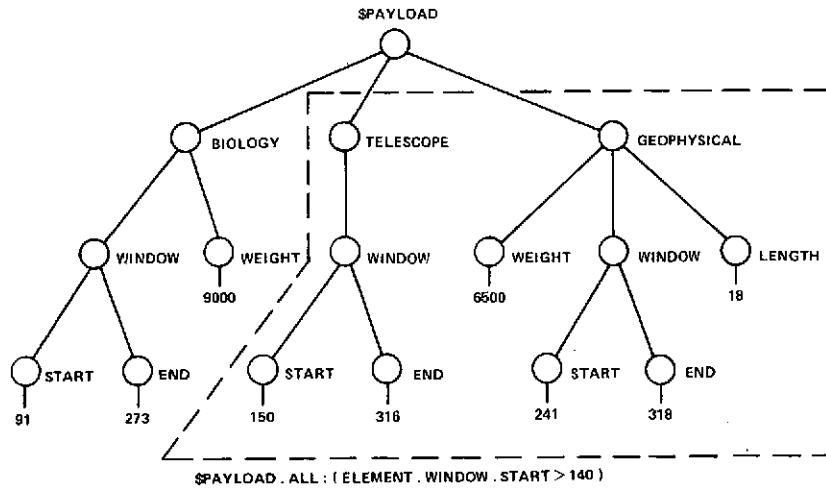 $PAYLOAD
BIOLOGY
TELESCOPE
GEOPHYSICAL
WINDOW
WEIGHT
WINDOW
WEIGHT
WINDOW
LENGTH
9000
6500
18
START
END
START
END
START
END
91
273
150
316
241
318
$PAYLOAD . ALL : ( ELEMENT . WINDOW . START > 140 )